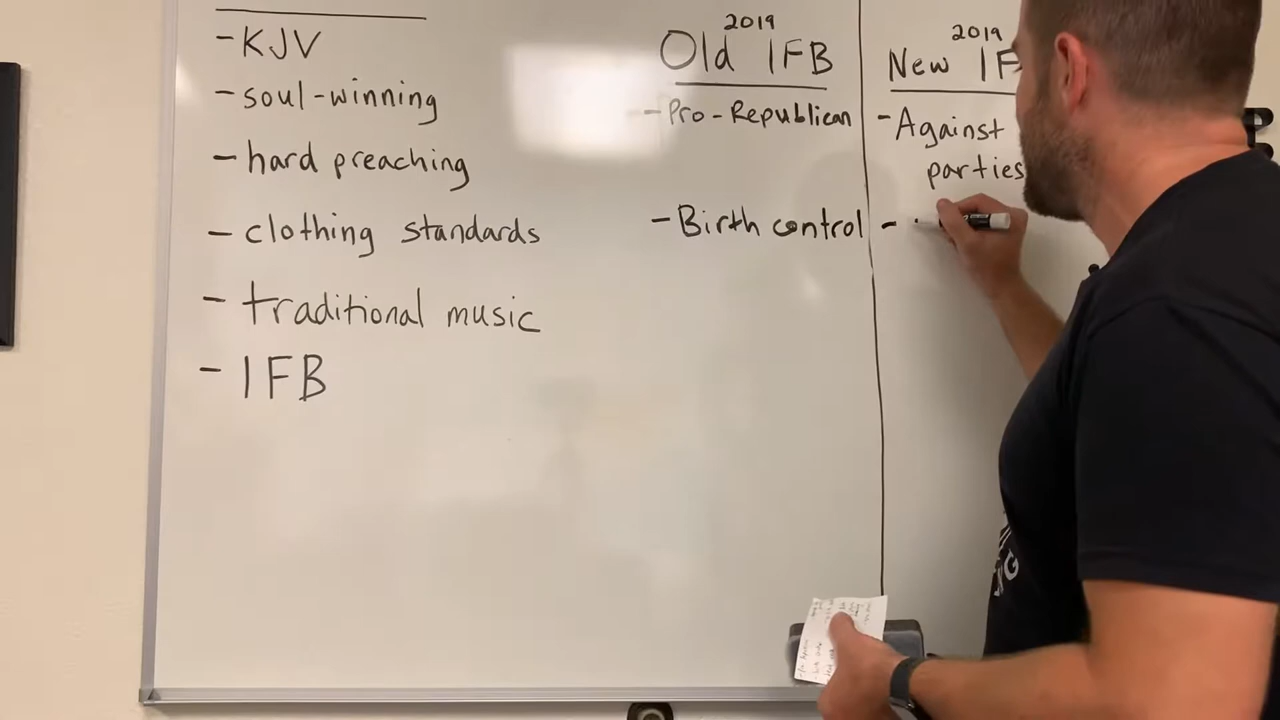 - KJV
- soul-winning
- hard preaching
- clothing standards
- traditional music
- IFB
2019
Old IFB
- Pro-Republican
- Birth control
2019
New IF
- Against
parties
-